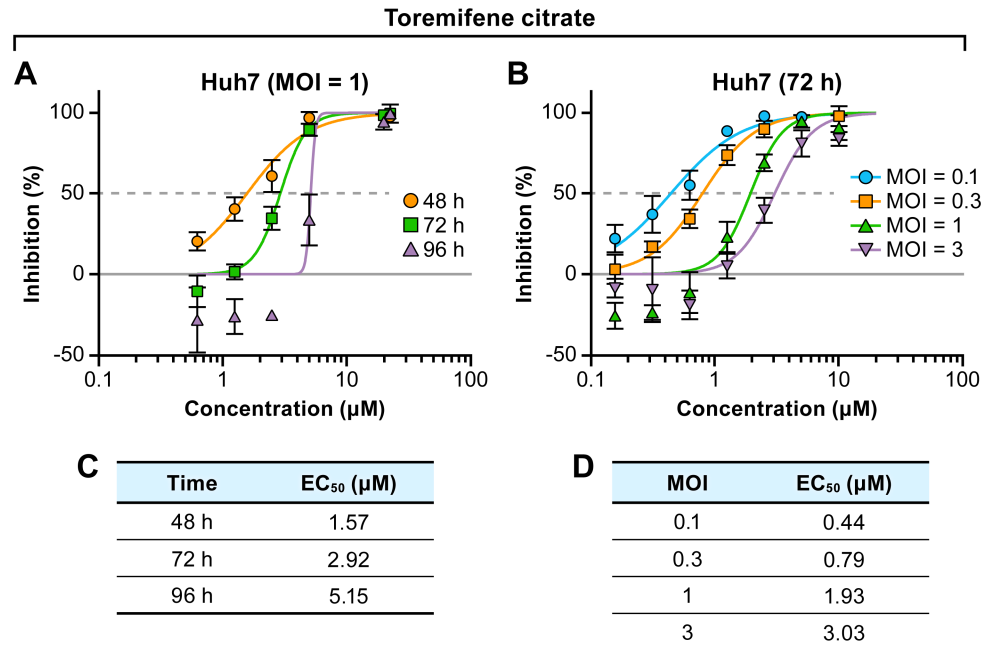 Toremifene citrate
A
Huh7 (MOI = 1)
Inhibition (%)
100
50
0
-50
0.1
1
10
100
Concentration (µM)
48 h
72 h
96 h
B
Huh7 (72 h)
Inhibition (%)
100
50
0
-50
0.1
1
10
100
Concentration (µM)
MOI = 0.1
MOI = 0.3
MOI = 1
MOI = 3
C
Time EC₅₀ (µM)
48 h 1.57
72 h 2.92
96 h 5.15
D
MOI EC₅₀ (µM)
0.1 0.44
0.3 0.79
1 1.93
3 3.03